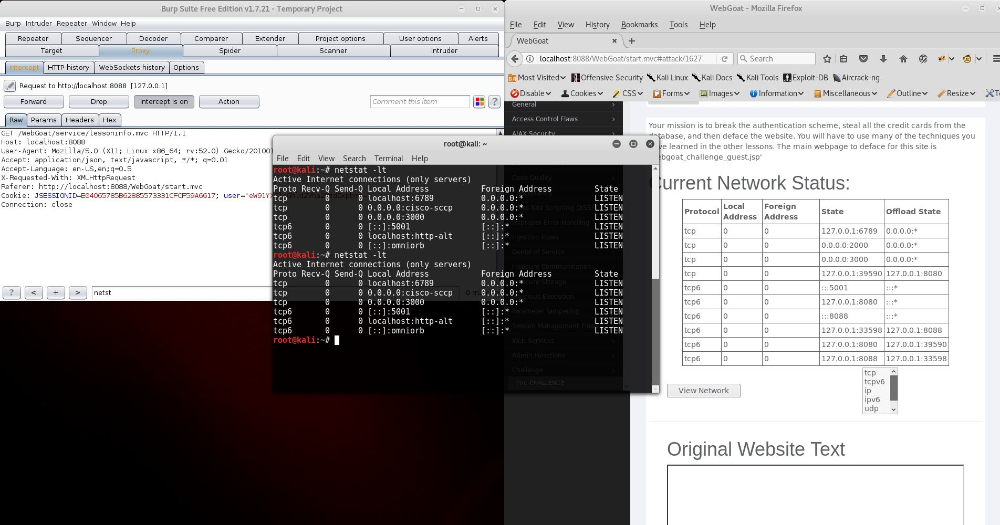 Burp Suite Free Edition v1.7.21 - Temporary Project
Burp Intruder Repeater Window Help
Repeater Sequencer Decoder Comparer Extender Project options User options Alerts
Target Proxy Spider Scanner Intruder
Intercept HTTP history WebSockets history Options
Request to http://localhost:8088 [127.0.0.1]
Forward Drop Intercept is on Action Comment this item ?
Raw Params Headers Hex
GET /WebGoat/service/lessoninfo.mvc HTTP/1.1
Host: localhost:8088
User-Agent: Mozilla/5.0 (X11; Linux x86_64; rv:52.0) Gecko/201001
Accept: application/json, text/javascript, */*; q=0.01
Accept-Language: en-US,en;q=0.5
X-Requested-With: XMLHttpRequest
Referer: http://localhost:8088/WebGoat/start.mvc
Cookie: JSESSIONID=E04065785B62885573331CFCF59A6617;
Connection: close
? < + > netst
root@kali: ~
File Edit View Search Terminal Help
root@kali:~# netstat -lt
Active Internet connections (only servers)
Proto Recv-Q Send-Q Local Address Foreign Address State
tcp 0 0 localhost:6789 0.0.0.0:* LISTEN
tcp 0 0 0.0.0.0:cisco-sccp 0.0.0.0:* LISTEN
tcp 0 0 0.0.0.0:3000 0.0.0.0:* LISTEN
tcp6 0 0 [::]:5001 [::]:* LISTEN
tcp6 0 0 localhost:http-alt [::]:* LISTEN
tcp6 0 0 [::]:omniorb [::]:* LISTEN
root@kali:~# netstat -lt
Active Internet connections (only servers)
Proto Recv-Q Send-Q Local Address Foreign Address State
tcp 0 0 localhost:6789 0.0.0.0:* LISTEN
tcp 0 0 0.0.0.0:cisco-sccp 0.0.0.0:* LISTEN
tcp 0 0 0.0.0.0:3000 0.0.0.0:* LISTEN
tcp6 0 0 [::]:5001 [::]:* LISTEN
tcp6 0 0 localhost:http-alt [::]:* LISTEN
tcp6 0 0 [::]:omniorb [::]:* LISTEN
root@kali:~#
WebGoat - Mozilla Firefox
File Edit View History Bookmarks Tools Help
WebGoat
localhost:8088/WebGoat/start.mvc#attack/1627 Search
Most Visited Offensive Security Kali Linux Kali Docs Kali Tools Exploit-DB Aircrack-ng
Disable Cookies CSS Forms Images Information Miscellaneous Outline Resize
General
Access Control Flaws
AJAX Security
Code Quality
Improper Error Handling
Injection Flaws
Denial of Service
Insecure Communication
Storage
Execution
Parameter Tampering
Session Management Flaw
Web Services
Admin Functions
Challenge
The CHALLENGE
Your mission is to break the authentication scheme, steal all the credit cards from the
database, and then deface the website. You will have to use many of the techniques you
have learned in the other lessons. The main webpage to deface for this site is
ebgoat_challenge_guest.jsp'
Current Network Status:
Protocol Local Address Foreign Address State Offload State
tcp 0 0 127.0.0.1:6789 0.0.0.0:*
tcp 0 0 0.0.0.0:2000 0.0.0.0:*
tcp 0 0 0.0.0.0:3000 0.0.0.0:*
tcp 0 0 127.0.0.1:39590 127.0.0.1:8080
tcp6 0 0 :::5001 :::*
tcp6 0 0 127.0.0.1:8080 :::*
tcp6 0 0 :::8088 :::*
tcp6 0 0 127.0.0.1:33598 127.0.0.1:8088
tcp6 0 0 127.0.0.1:8080 127.0.0.1:39590
tcp6 0 0 127.0.0.1:8088 127.0.0.1:33598
tcp
tcpv6
ip
ipv6
udp
View Network
Original Website Text